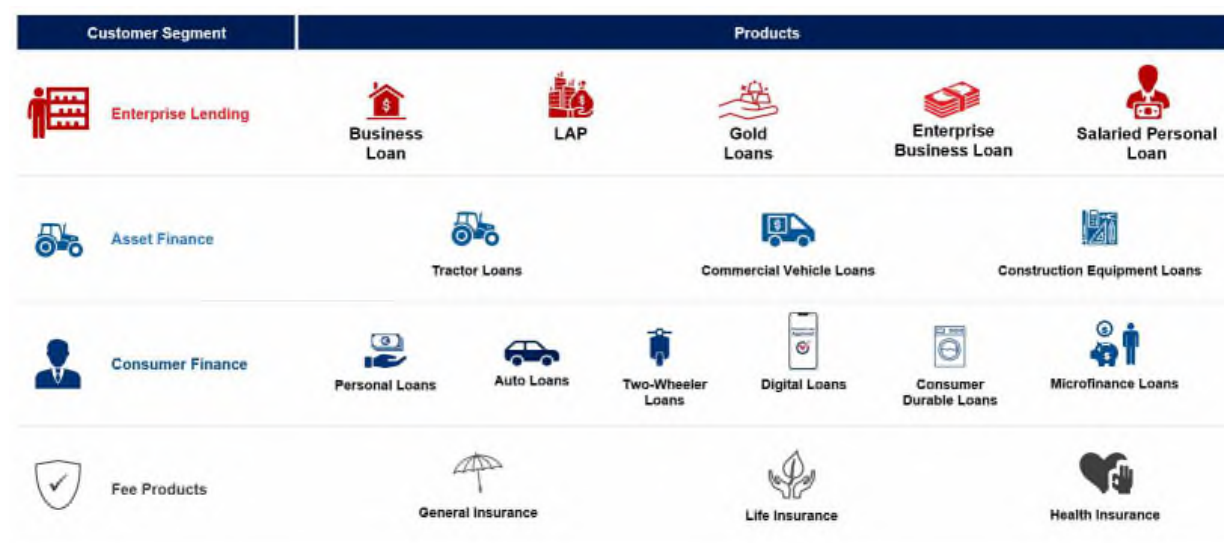 Customer Segment
Products
Enterprise Lending
Business
Loan
LAP
Gold
Loans
Enterprise
Business Loan
Salaried Personal
Loan
Asset Finance
Tractor Loans
Commercial Vehicle Loans
Construction Equipment Loans
Consumer Finance
Personal Loans
Auto Loans
Two-Wheeler
Loans
Digital Loans
Consumer
Durable Loans
Microfinance Loans
Fee Products
General Insurance
Life Insurance
Health Insurance